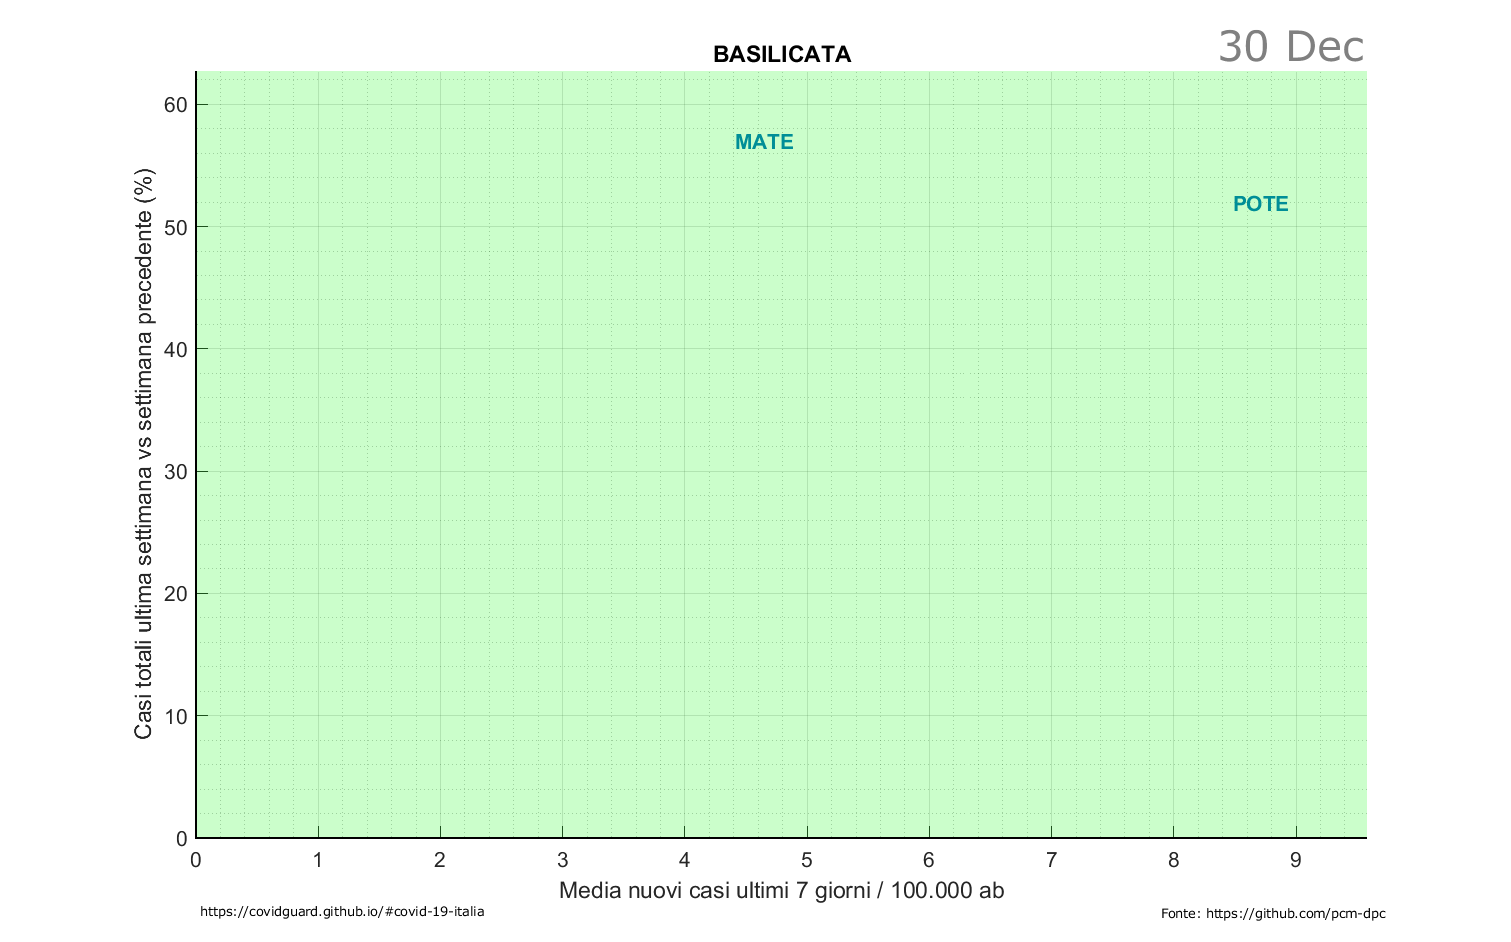 BASILICATA
30 Dec
Casi totali ultima settimana vs settimana precedente (%)
60
50
40
30
20
10
0
MATE
POTE
0 1 2 3 4 5 6 7 8 9
Media nuovi casi ultimi 7 giorni / 100.000 ab
https://covidguard.github.io/#covid-19-italia
Fonte: https://github.com/pcm-dpc